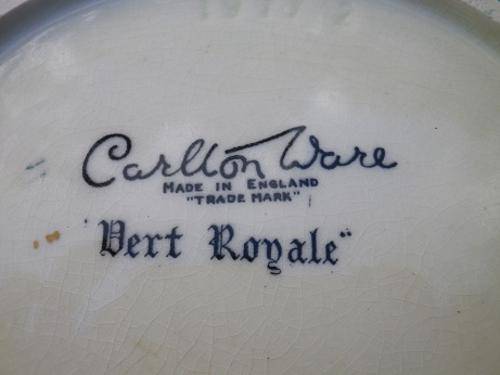 Carlton Ware
MADE IN ENGLAND
"TRADE MARK"
"Vert Royale"